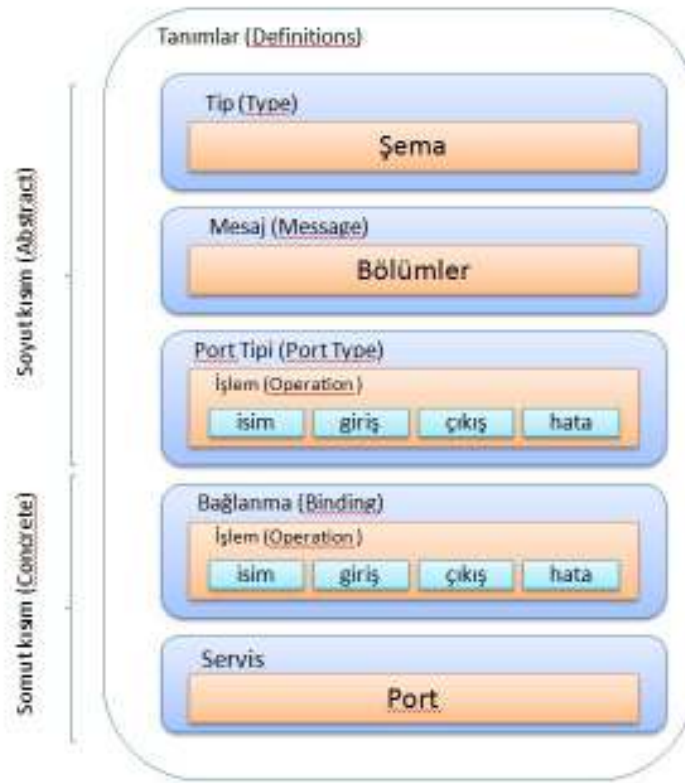 Tanımlar (Definitions)
Soyut kısım (Abstract)
Tip (Type)
Şema
Mesaj (Message)
Bölümler
Port Tipi (Port Type)
İşlem (Operation)
isim giriş çıkış hata
Somut kısım (Concrete)
Bağlanma (Binding)
İşlem (Operation)
isim giriş çıkış hata
Servis
Port